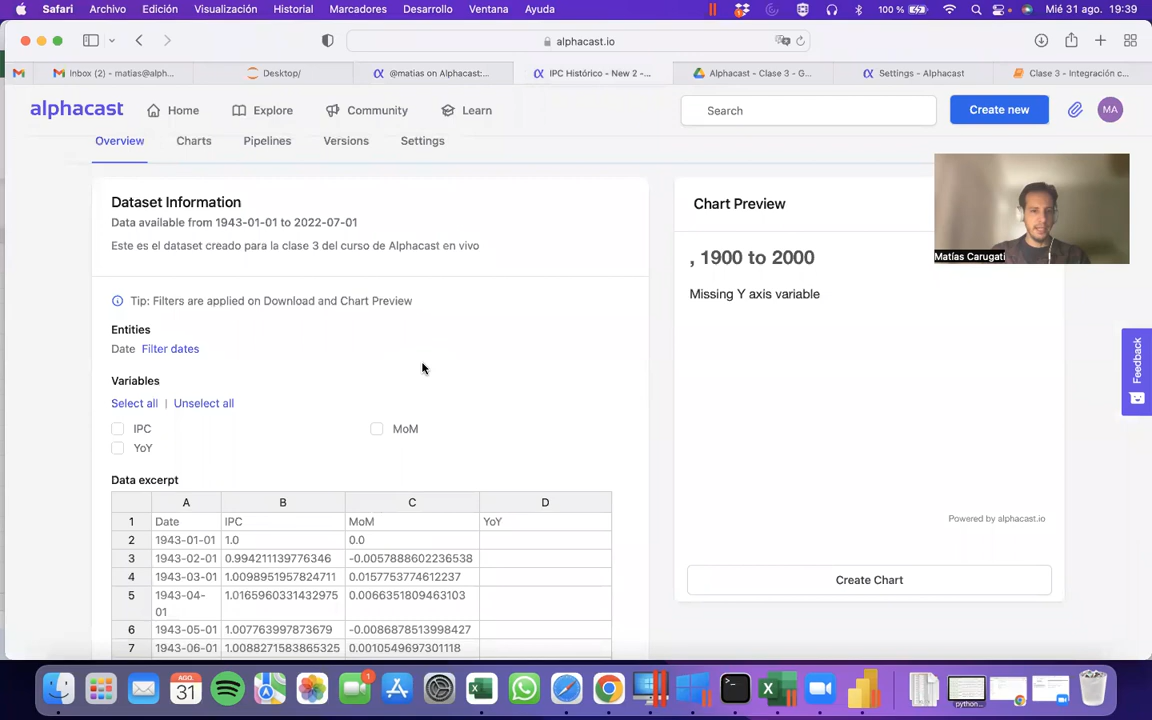 Safari Archivo Edición Visualización Historial Marcadores Desarrollo Ventana Ayuda 100 % Mié 31 ago. 19:39
alphacast.io
Inbox (2) - matias@alph... Desktop/ @matias on Alphacast:... IPC Histórico - New 2 -... Alphacast - Clase 3 - G... Settings - Alphacast Clase 3 - Integración c...
alphacast Home Explore Community Learn Search Create new MA
Overview Charts Pipelines Versions Settings
Dataset Information
Data available from 1943-01-01 to 2022-07-01
Este es el dataset creado para la clase 3 del curso de Alphacast en vivo
Tip: Filters are applied on Download and Chart Preview
Entities
Date Filter dates
Variables
Select all | Unselect all
IPC MoM
YoY
Data excerpt
A B C D
1 Date IPC MoM YoY
2 1943-01-01 1.0 0.0
3 1943-02-01 0.994211139776346 -0.0057888602236538
4 1943-03-01 1.0098951957824711 0.0157753774612237
5 1943-04-01 1.0165960331432975 0.0066351809463103
6 1943-05-01 1.007763997873679 -0.0086878513998427
7 1943-06-01 1.0088271583865325 0.0010549697301118
Chart Preview
, 1900 to 2000
Missing Y axis variable
Powered by alphacast.io
Create Chart
Matías Carugati
Feedback
AGO.
31
1
python...